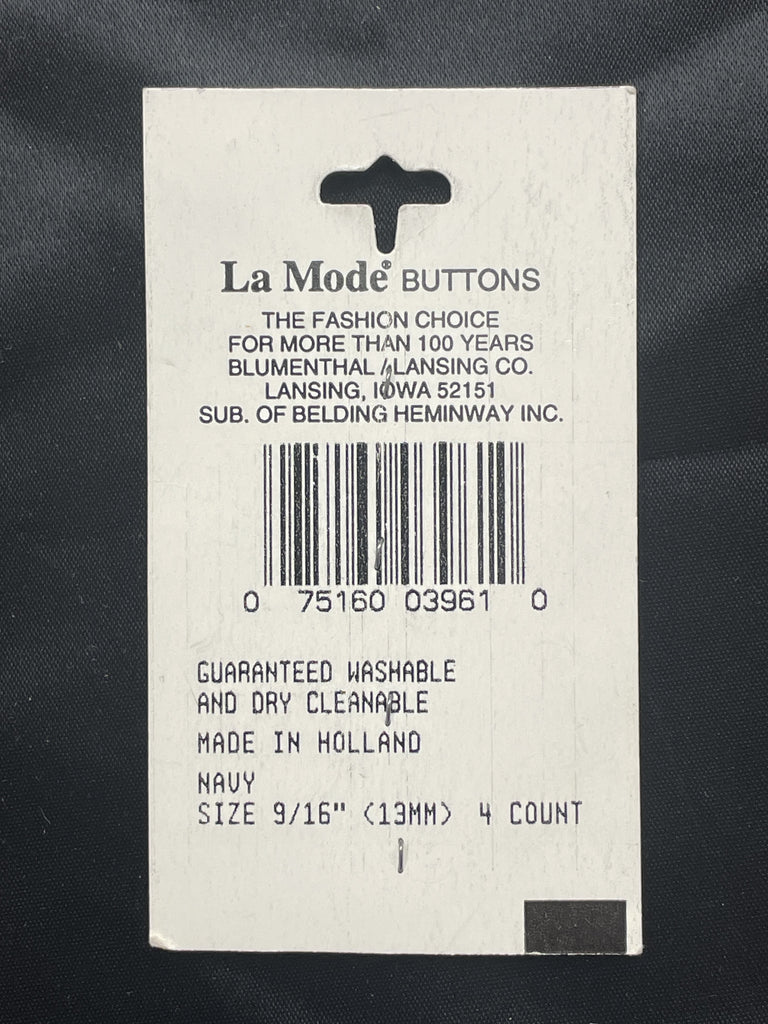 La Mode® BUTTONS
THE FASHION CHOICE
FOR MORE THAN 100 YEARS
BLUMENTHAL / LANSING CO.
LANSING, IOWA 52151
SUB. OF BELDING HEMINWAY INC.
0 75160 03961 0
GUARANTEED WASHABLE
AND DRY CLEANABLE
MADE IN HOLLAND
NAVY
SIZE 9/16" (13MM) 4 COUNT